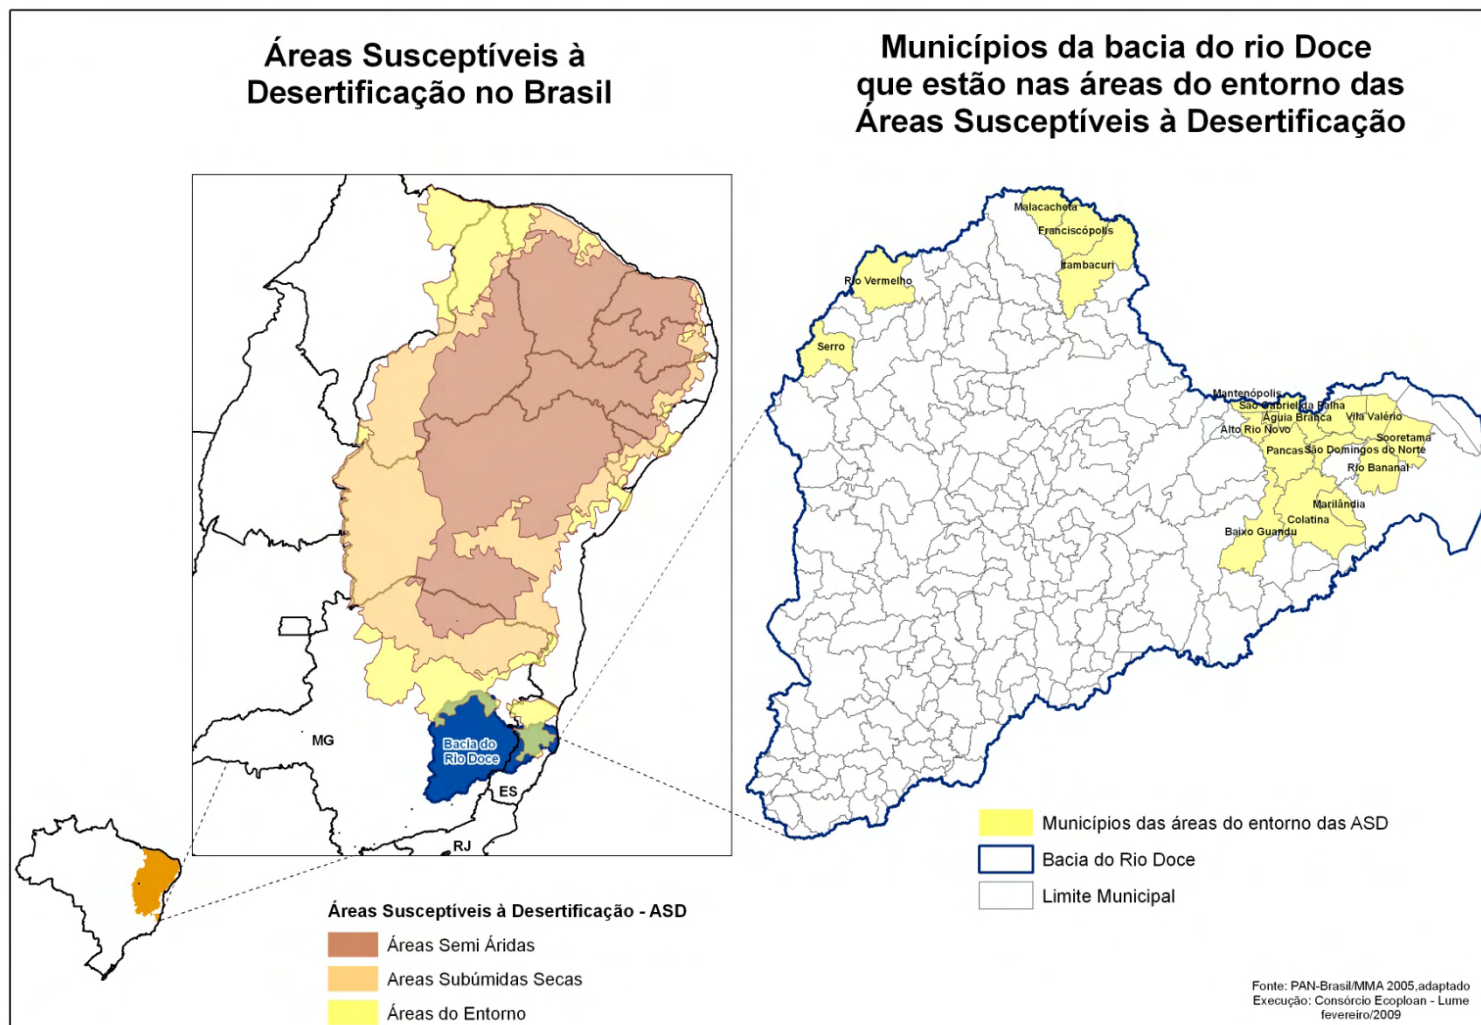 Áreas Susceptíveis à
Desertificação no Brasil
Municípios da bacia do rio Doce
que estão nas áreas do entorno das
Áreas Susceptíveis à Desertificação
MG
Bacia do
Rio Doce
ES
RJ
Áreas Susceptíveis à Desertificação - ASD
Áreas Semi Áridas
Areas Subúmidas Secas
Áreas do Entorno
Malacacheta
Franciscópolis
Itambacuri
Rio Vermelho
Serro
Mantenópolis
São Gabriel da Palha
Águia Branca
Vila Valério
Alto Rio Novo
Sooretama
Pancas
São Domingos do Norte
Rio Bananal
Marilândia
Colatina
Baixo Guandu
Municípios das áreas do entorno das ASD
Bacia do Rio Doce
Limite Municipal
Fonte: PAN-Brasil/MMA 2005,adaptado
Execução: Consórcio Ecoploan - Lume
fevereiro/2009